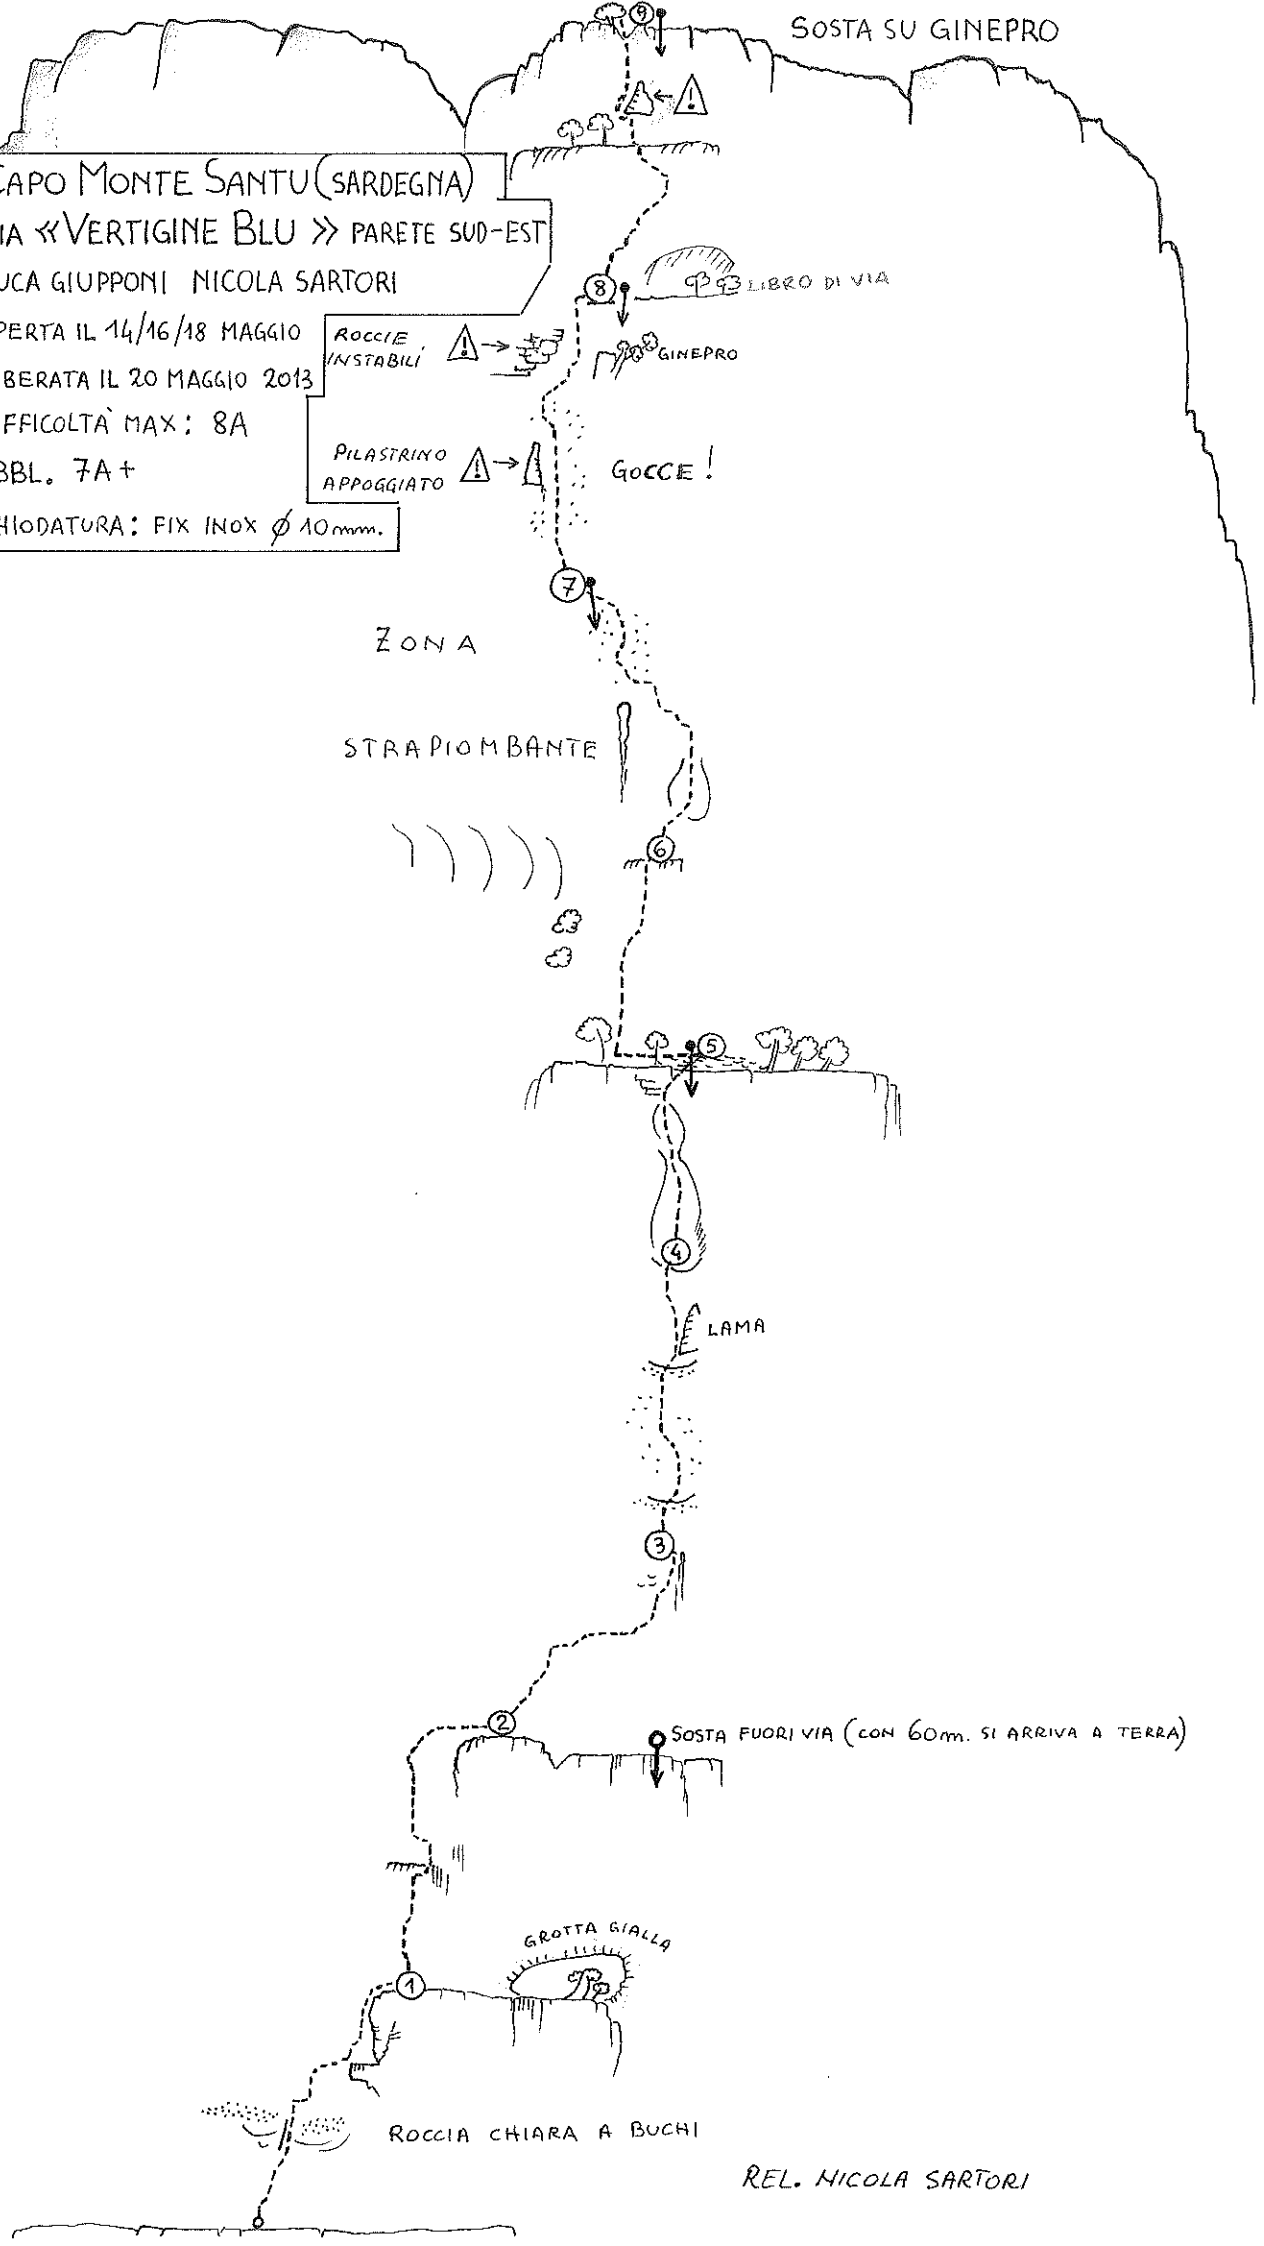 SOSTA SU GINEPRO
9
CAPO MONTE SANTU (SARDEGNA)
IA «VERTIGINE BLU» PARETE SUD-EST
UCA GIUPPONI NICOLA SARTORI
PERTA IL 14/16/18 MAGGIO
BERATA IL 20 MAGGIO 2013
FFICOLTÀ MAX: 8A
BBL. 7A+
HIODATURA: FIX INOX Ø 10mm.
8
LIBRO DI VIA
ROCCIE
INSTABILI
!
GINEPRO
PILASTRINO
APPOGGIATO
!
GOCCE!
7
ZONA
STRAPIOMBANTE
6
5
4
LAMA
3
2
SOSTA FUORI VIA (CON 60m. SI ARRIVA A TERRA)
GROTTA GIALLA
1
ROCCIA CHIARA A BUCHI
REL. NICOLA SARTORI